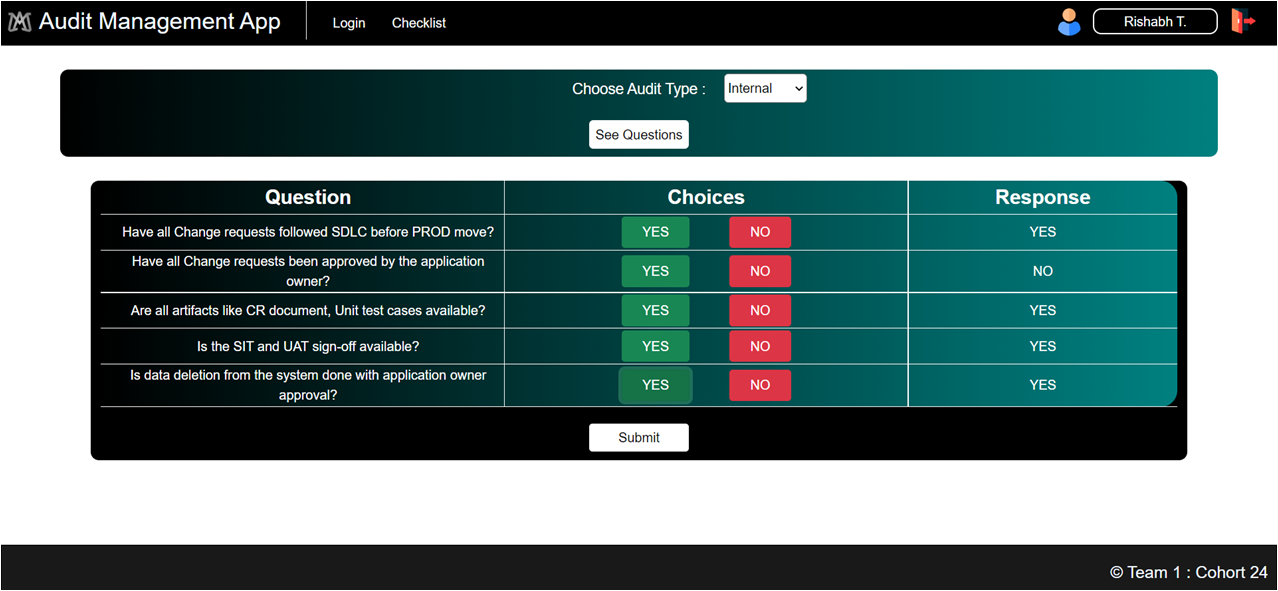 Audit Management App Login Checklist Rishabh T.
Choose Audit Type : Internal
See Questions
Question Choices Response
Have all Change requests followed SDLC before PROD move? YES NO YES
Have all Change requests been approved by the application
owner? YES NO NO
Are all artifacts like CR document, Unit test cases available? YES NO YES
Is the SIT and UAT sign-off available? YES NO YES
Is data deletion from the system done with application owner
approval? YES NO YES
Submit
© Team 1 : Cohort 24